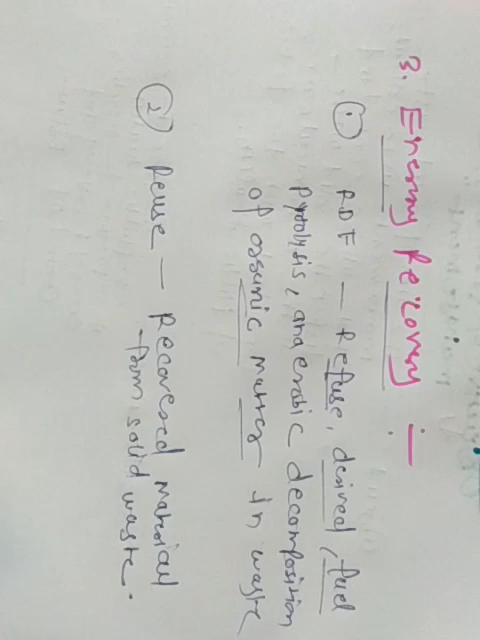 3. Energy Recovery :—
① RDF — Refuse, desired, fuel
Pyrolysis, anaerobic decomposition
of organic matter in waste
② Reuse — Recovered material
from solid waste.